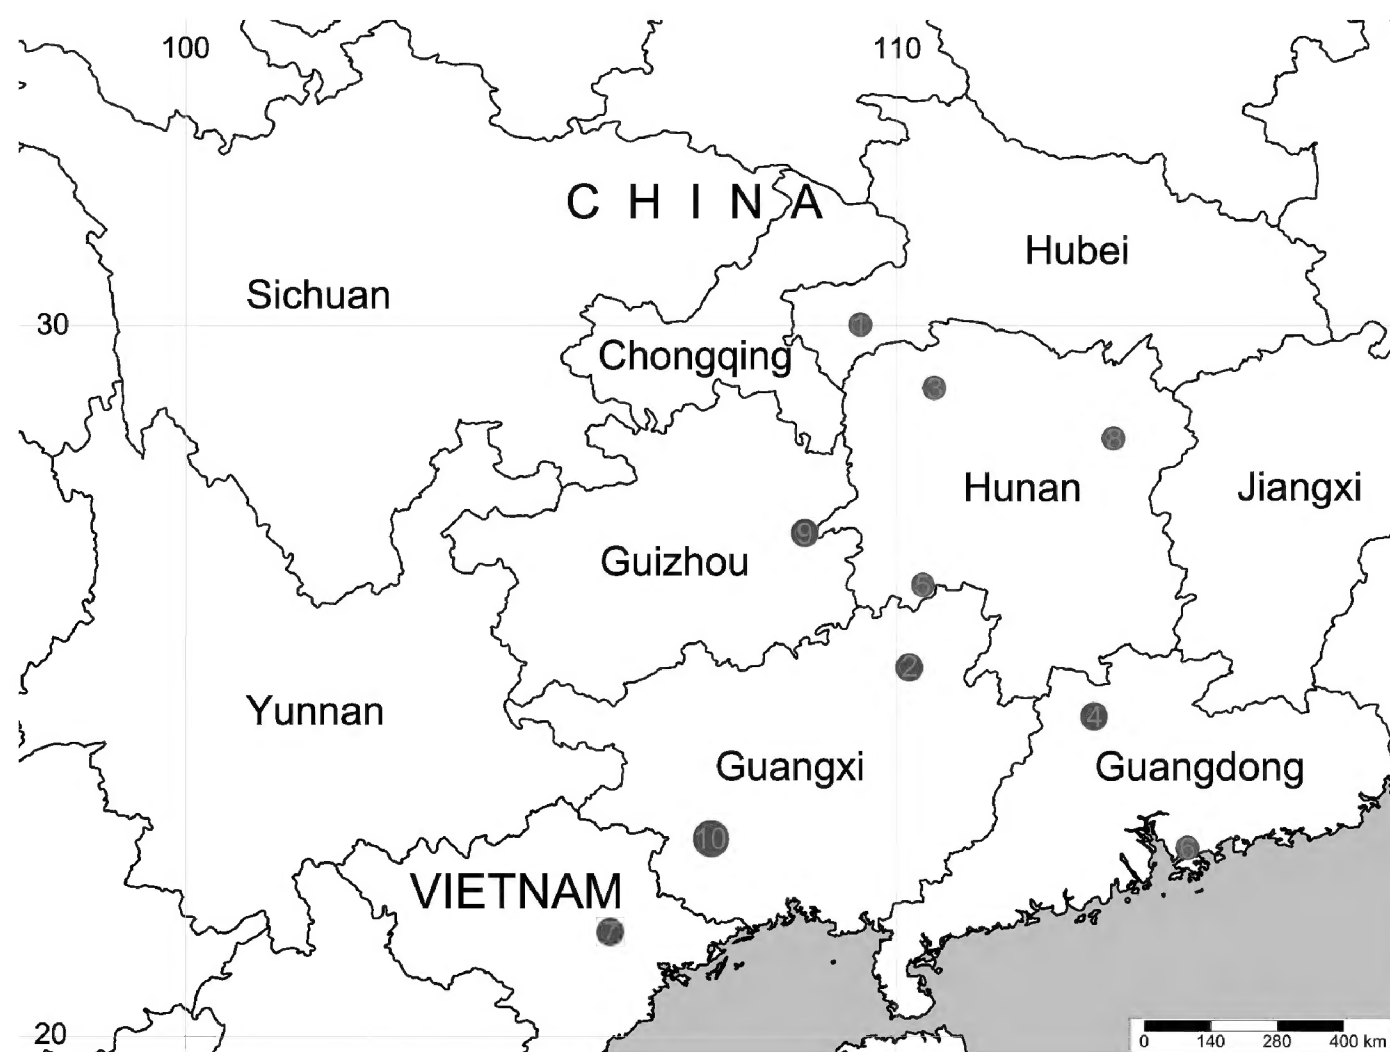 100
110
C H I N A
Hubei
Sichuan
30
1
Chongqing
3
8
Hunan
Jiangxi
9
Guizhou
5
2
Yunnan
4
Guangxi
Guangdong
10
6
VIETNAM
7
20
0 140 280 400 km